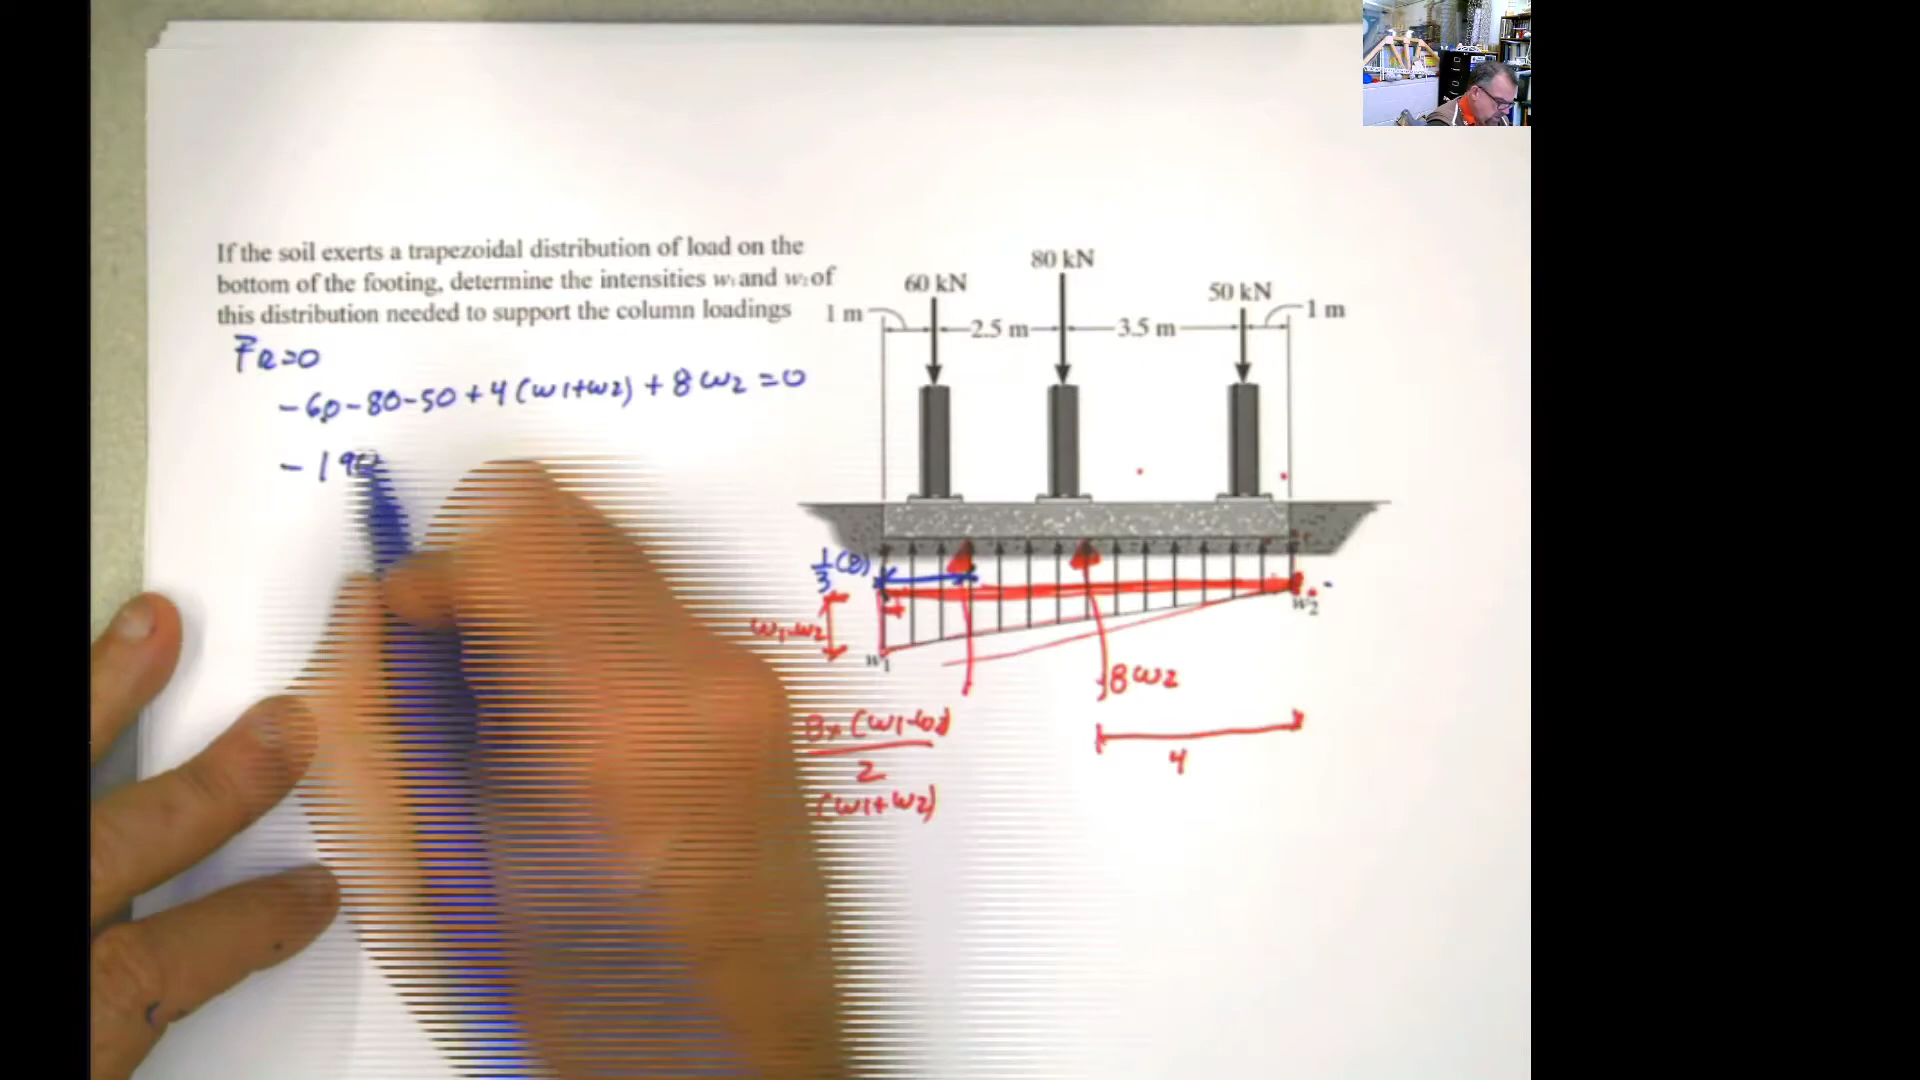 If the soil exerts a trapezoidal distribution of load on the
bottom of the footing, determine the intensities w₁ and w₂ of
this distribution needed to support the column loadings
FR=0
-60-80-50+4(w1+w2)+8w2=0
-190
80 kN
60 kN
50 kN
1 m
2.5 m
3.5 m
1 m
1/3(8)
w1-w2
w2
w1
8w2
4
2
(w1+w2)